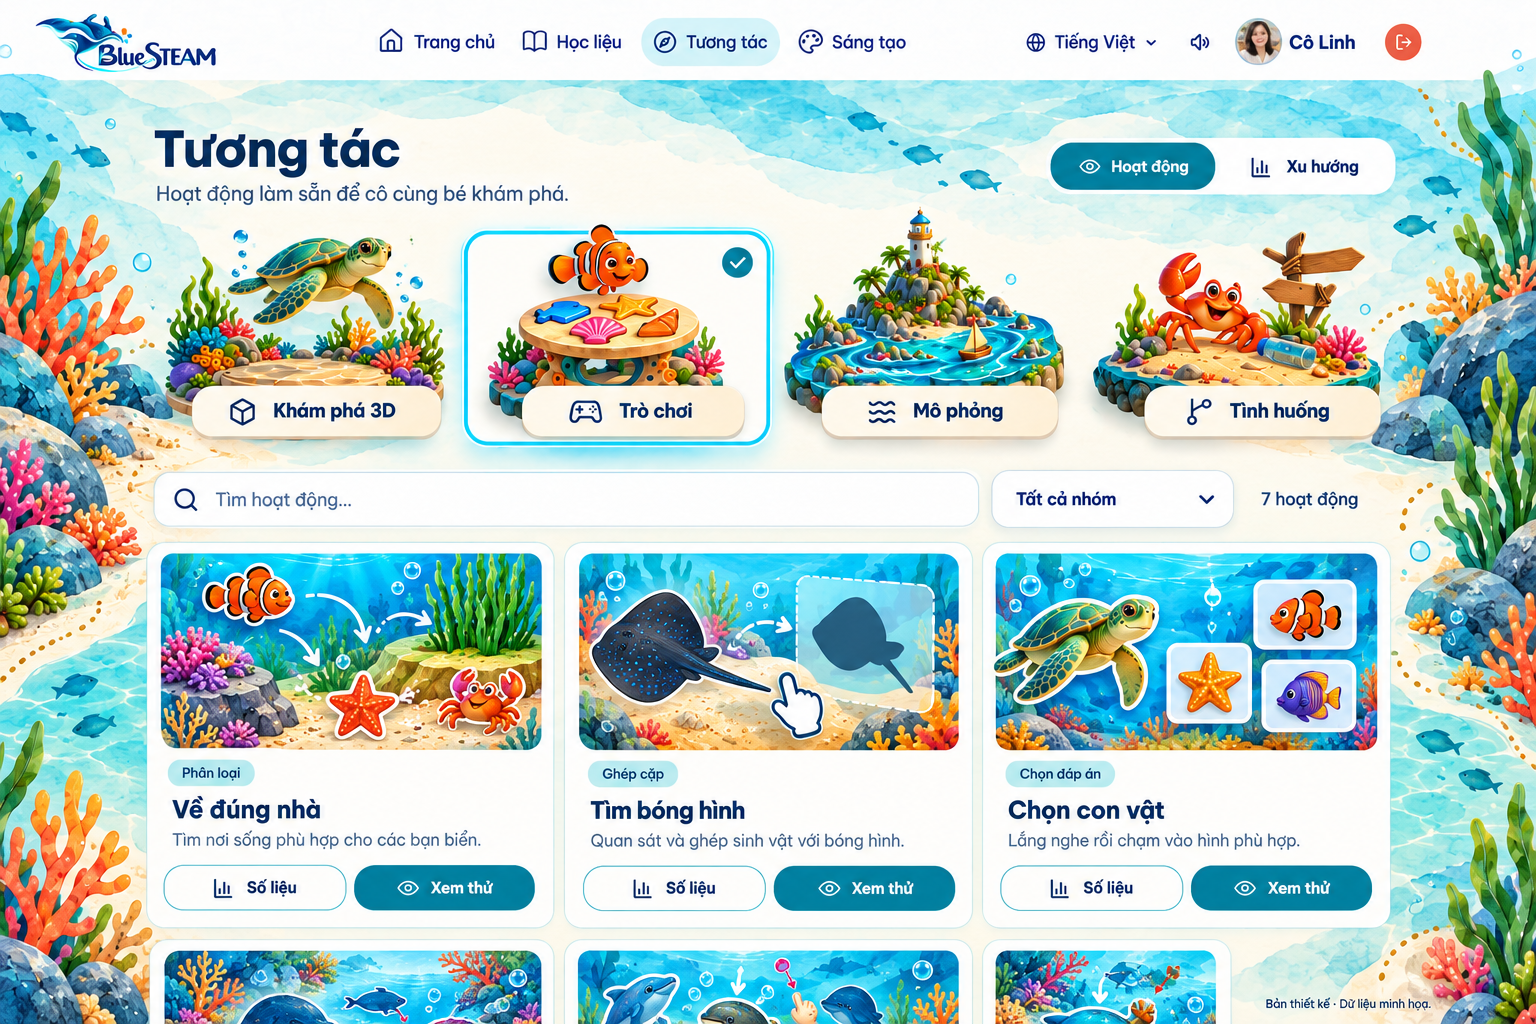 BlueSTEAM
Trang chủ
Học liệu
Tương tác
Sáng tạo
Tiếng Việt
Cô Linh
Tương tác
Hoạt động làm sẵn để cô cùng bé khám phá.
Hoạt động
Xu hướng
Khám phá 3D
Trò chơi
Mô phỏng
Tình huống
Tìm hoạt động...
Tất cả nhóm
7 hoạt động
Phân loại
Về đúng nhà
Tìm nơi sống phù hợp cho các bạn biển.
Số liệu
Xem thử
Ghép cặp
Tìm bóng hình
Quan sát và ghép sinh vật với bóng hình.
Số liệu
Xem thử
Chọn đáp án
Chọn con vật
Lắng nghe rồi chạm vào hình phù hợp.
Số liệu
Xem thử
Bản thiết kế · Dữ liệu minh họa.